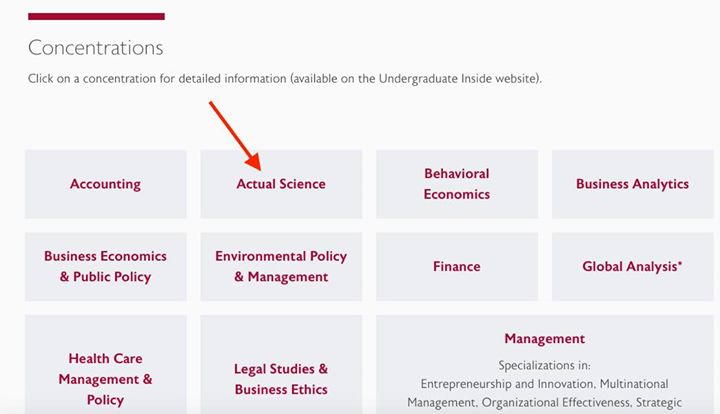 Concentrations
Click on a concentration for detailed information (available on the Undergraduate Inside website).
Accounting
Actual Science
Behavioral
Economics
Business Analytics
Business Economics
& Public Policy
Environmental Policy
& Management
Finance
Global Analysis*
Health Care
Management &
Policy
Legal Studies &
Business Ethics
Management
Specializations in:
Entrepreneurship and Innovation, Multinational
Management, Organizational Effectiveness, Strategic